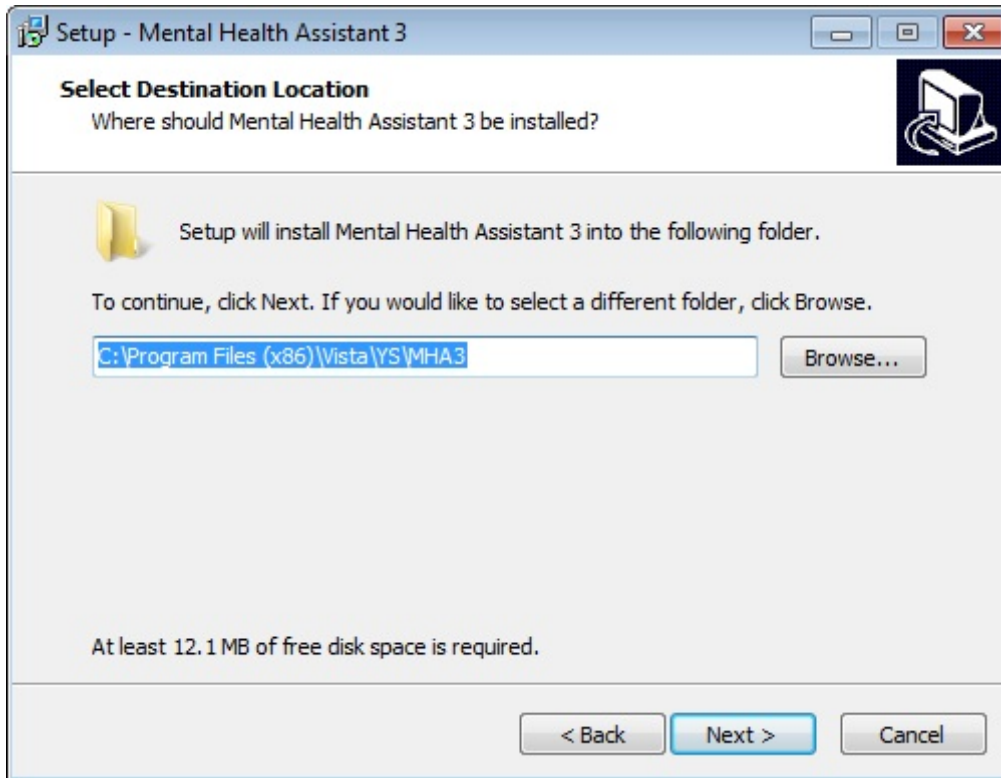 Setup - Mental Health Assistant 3
Select Destination Location
Where should Mental Health Assistant 3 be installed?
Setup will install Mental Health Assistant 3 into the following folder.
To continue, click Next. If you would like to select a different folder, click Browse.
C:\Program Files (x86)\Vista\YS\MHA3
Browse...
At least 12.1 MB of free disk space is required.
< Back
Next >
Cancel